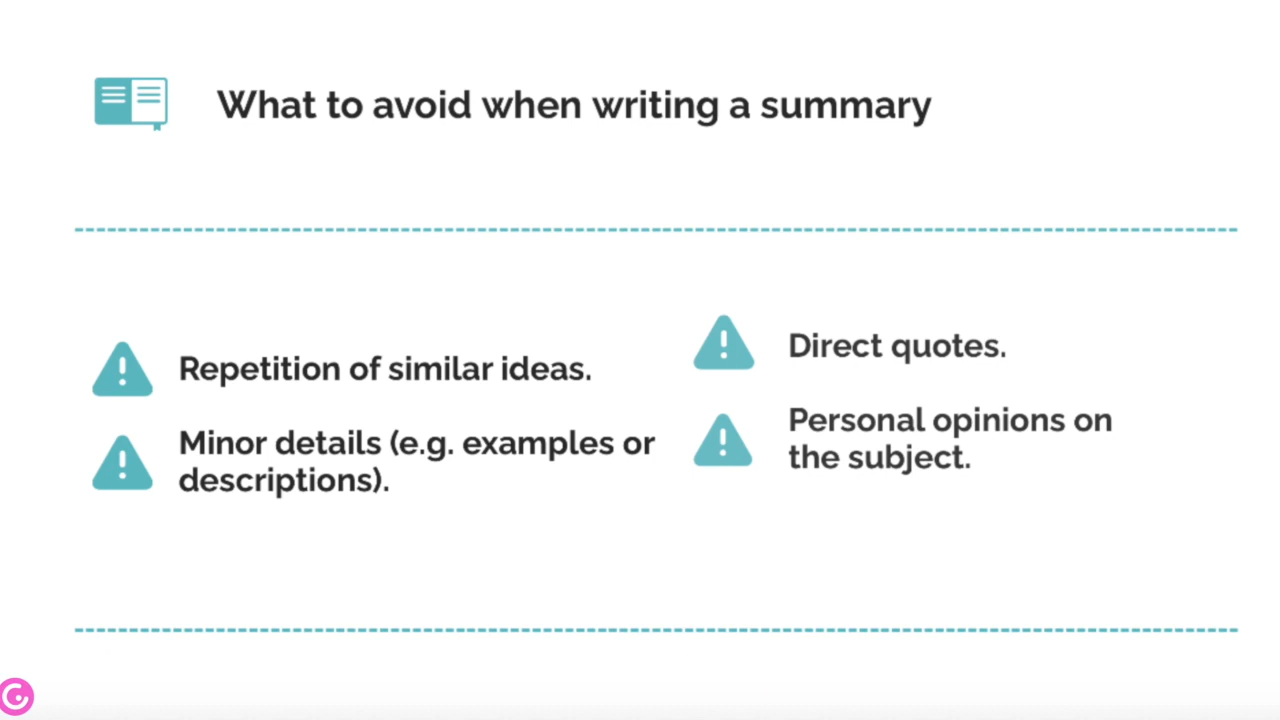 What to avoid when writing a summary
Repetition of similar ideas.
Minor details (e.g. examples or
descriptions).
Direct quotes.
Personal opinions on
the subject.